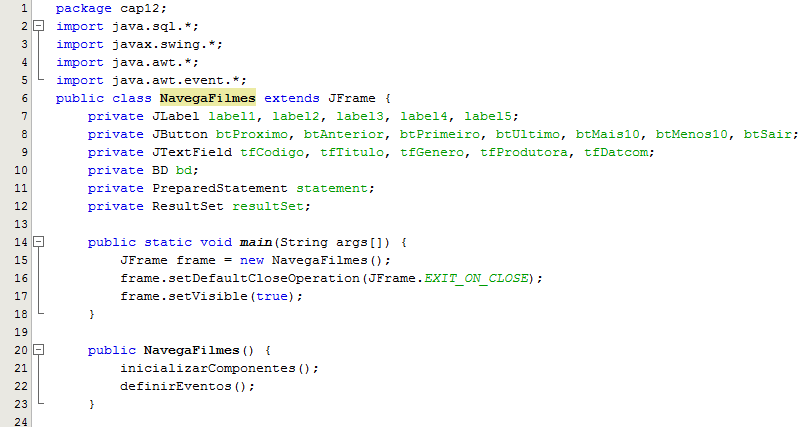 1 package cap12;
2 import java.sql.*;
3 import javax.swing.*;
4 import java.awt.*;
5 import java.awt.event.*;
6 public class NavegaFilmes extends JFrame {
7     private JLabel label1, label2, label3, label4, label5;
8     private JButton btProximo, btAnterior, btPrimeiro, btUltimo, btMais10, btMenos10, btSair;
9     private JTextField tfCodigo, tfTitulo, tfGenero, tfProdutora, tfDatcom;
10     private BD bd;
11     private PreparedStatement statement;
12     private ResultSet resultSet;
13
14     public static void main(String args[]) {
15         JFrame frame = new NavegaFilmes();
16         frame.setDefaultCloseOperation(JFrame.EXIT_ON_CLOSE);
17         frame.setVisible(true);
18     }
19
20     public NavegaFilmes() {
21         inicializarComponentes();
22         definirEventos();
23     }
24